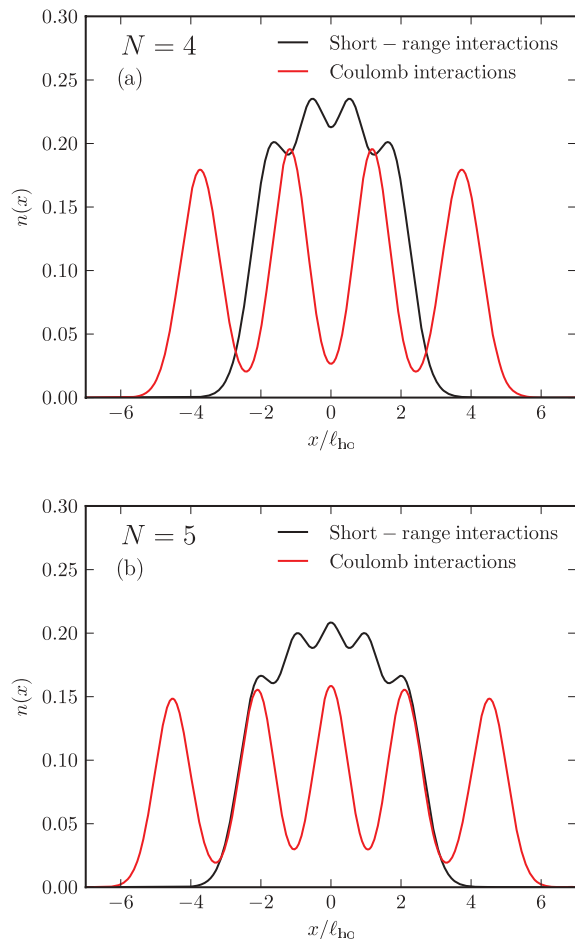 0.30
N = 4
Short − range interactions
(a)
Coulomb interactions
0.25
0.20
n(x)
0.15
0.10
0.05
0.00
−6 −4 −2 0 2 4 6
x/ℓho
0.30
N = 5
Short − range interactions
(b)
Coulomb interactions
0.25
0.20
n(x)
0.15
0.10
0.05
0.00
−6 −4 −2 0 2 4 6
x/ℓho